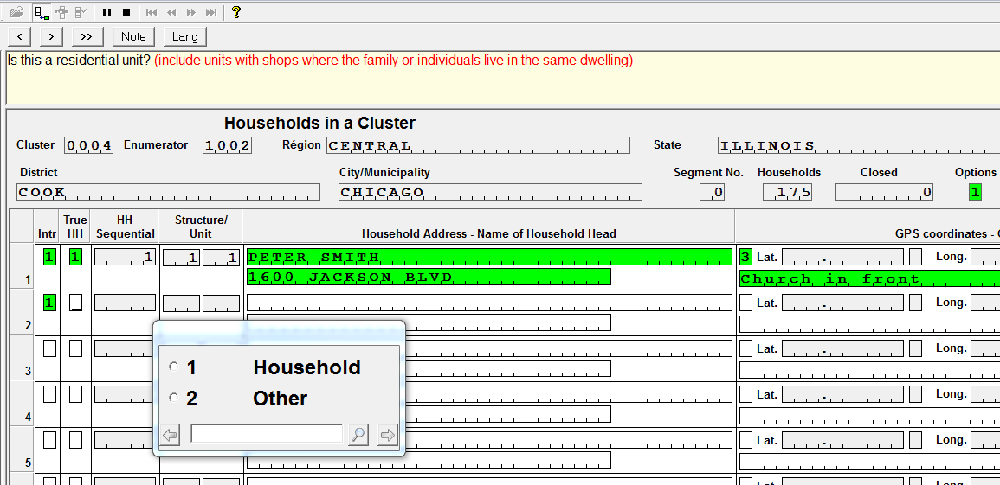 < > >>| Note Lang
Is this a residential unit? (include units with shops where the family or individuals live in the same dwelling)
Households in a Cluster
Cluster 0004 Enumerator 1002 Région CENTRAL State ILLINOIS
District City/Municipality Segment No. Households Closed Options
COOK CHICAGO 0 175 0 1
Intr True HH HH Sequential Structure/ Unit Household Address - Name of Household Head GPS coordinates -
1 1 1 1 1 1 PETER SMITH 3 Lat. - Long.
1600 JACKSON BLVD Church in front
2 1 Lat. - Long.
3 Lat. - Long.
4 Lat. - Long.
5 Lat. - Long.
1 Household
2 Other